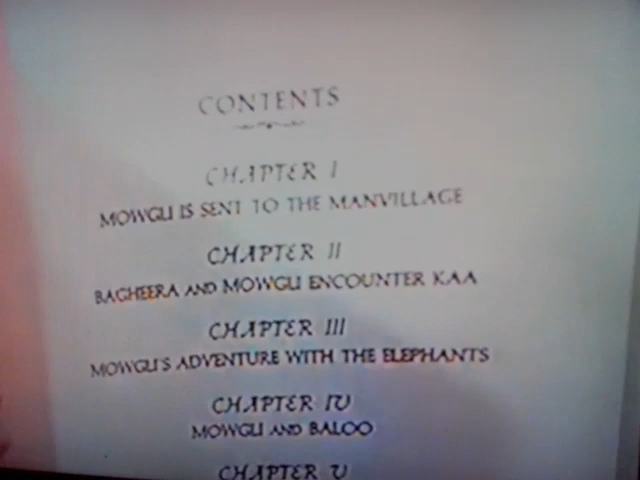 CONTENTS
CHAPTER I
MOWGLI IS SENT TO THE MANVILLAGE
CHAPTER II
BAGHEERA AND MOWGLI ENCOUNTER KAA
CHAPTER III
MOWGLI'S ADVENTURE WITH THE ELEPHANTS
CHAPTER IV
MOWGLI AND BALOO
CHAPTER V